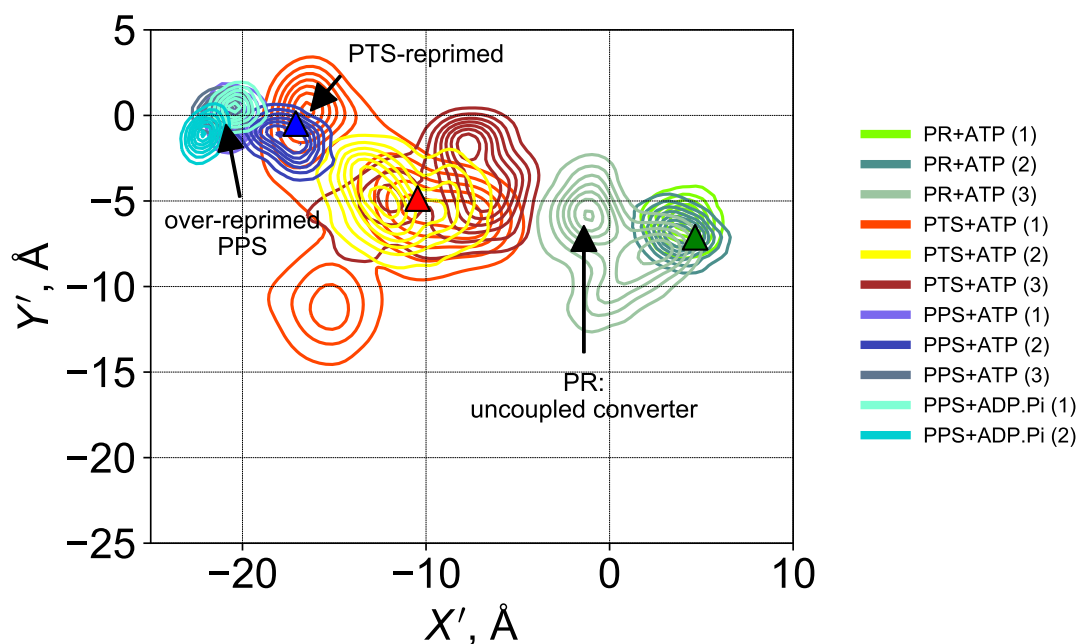 5
0
−5
−10
−15
−20
−25
−20
−10
0
10
Y′, Å
X′, Å
PTS-reprimed
over-reprimed
PPS
PR:
uncoupled converter
PR+ATP (1)
PR+ATP (2)
PR+ATP (3)
PTS+ATP (1)
PTS+ATP (2)
PTS+ATP (3)
PPS+ATP (1)
PPS+ATP (2)
PPS+ATP (3)
PPS+ADP.Pi (1)
PPS+ADP.Pi (2)